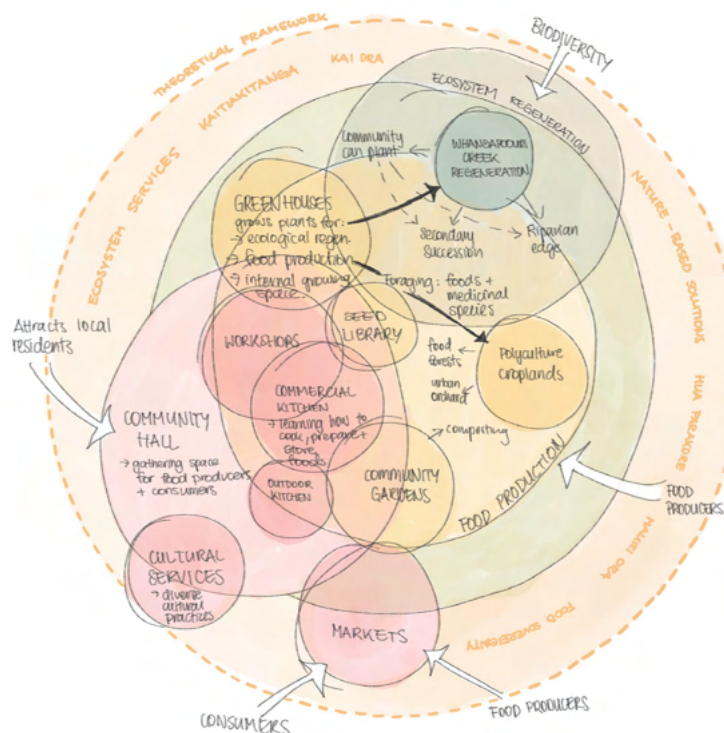 THEORETICAL FRAMEWORK
ECOSYSTEM SERVICES
KAITIAKITANGA
KAI ORA
NATURE-BASED SOLUTIONS
HUA PARAKORE
MAURI ORA
FOOD SOVEREIGNTY
BIODIVERSITY
ECOSYSTEM REGENERATION
Community
can plant
CREEK
REGENERATION
Secondary
Succession
Riparian
edge
GREENHOUSES
grows plants for:
→ ecological regen.
→ food production
→ internal growing
space
Foraging: foods +
medicinal
species
SEED
LIBRARY
WORKSHOPS
food
forests
urban
orchard
Polyculture
croplands
Attracts local
residents
COMMUNITY
HALL
→ gathering space
for food producers
+ consumers
COMMERCIAL
KITCHEN
→ learning how to
cook, prepare +
store
foods
OUTDOOR
KITCHEN
COMMUNITY
GARDENS
→ composting
FOOD PRODUCTION
FOOD
PRODUCERS
CULTURAL
SERVICES
→ diverse
cultural
practices
MARKETS
CONSUMERS
FOOD PRODUCERS